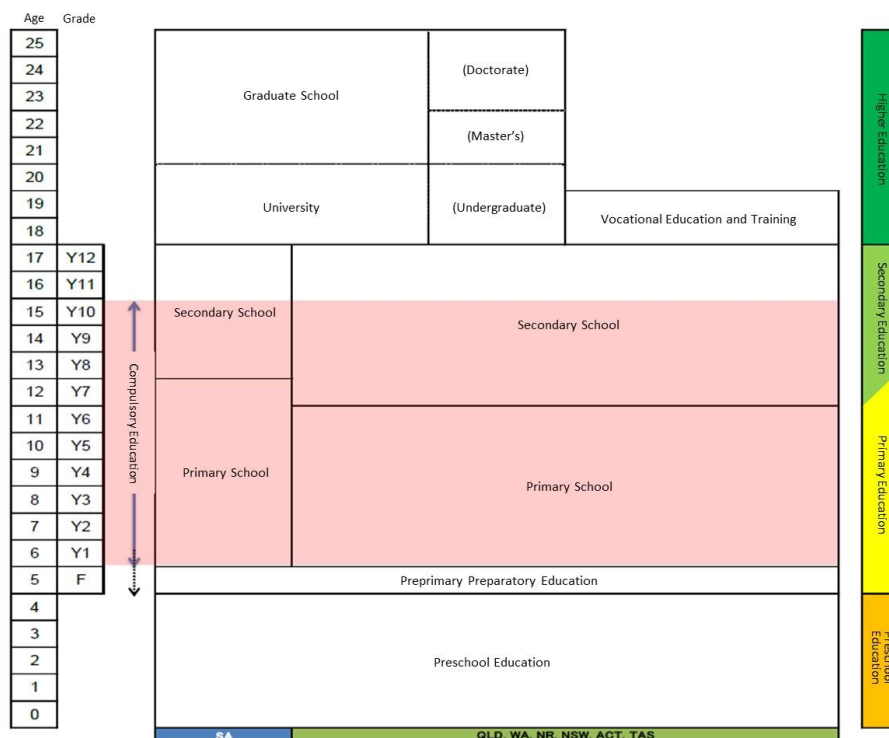 Age Grade
25
24
(Doctorate)
23
Graduate School
22
(Master's)
21
20
19
University
(Undergraduate)
Vocational Education and Training
18
17 Y12
16 Y11
15 Y10
Secondary School
Secondary School
14 Y9
13 Y8
12 Y7
11 Y6
10 Y5
9 Y4
Primary School
Primary School
8 Y3
7 Y2
6 Y1
5 F
Preprimary Preparatory Education
4
3
2
Preschool Education
1
0
Compulsory Education
Higher Education
Secondary Education
Primary Education
Preschool
Education
SA
QLD, WA, NR, NSW, ACT, TAS